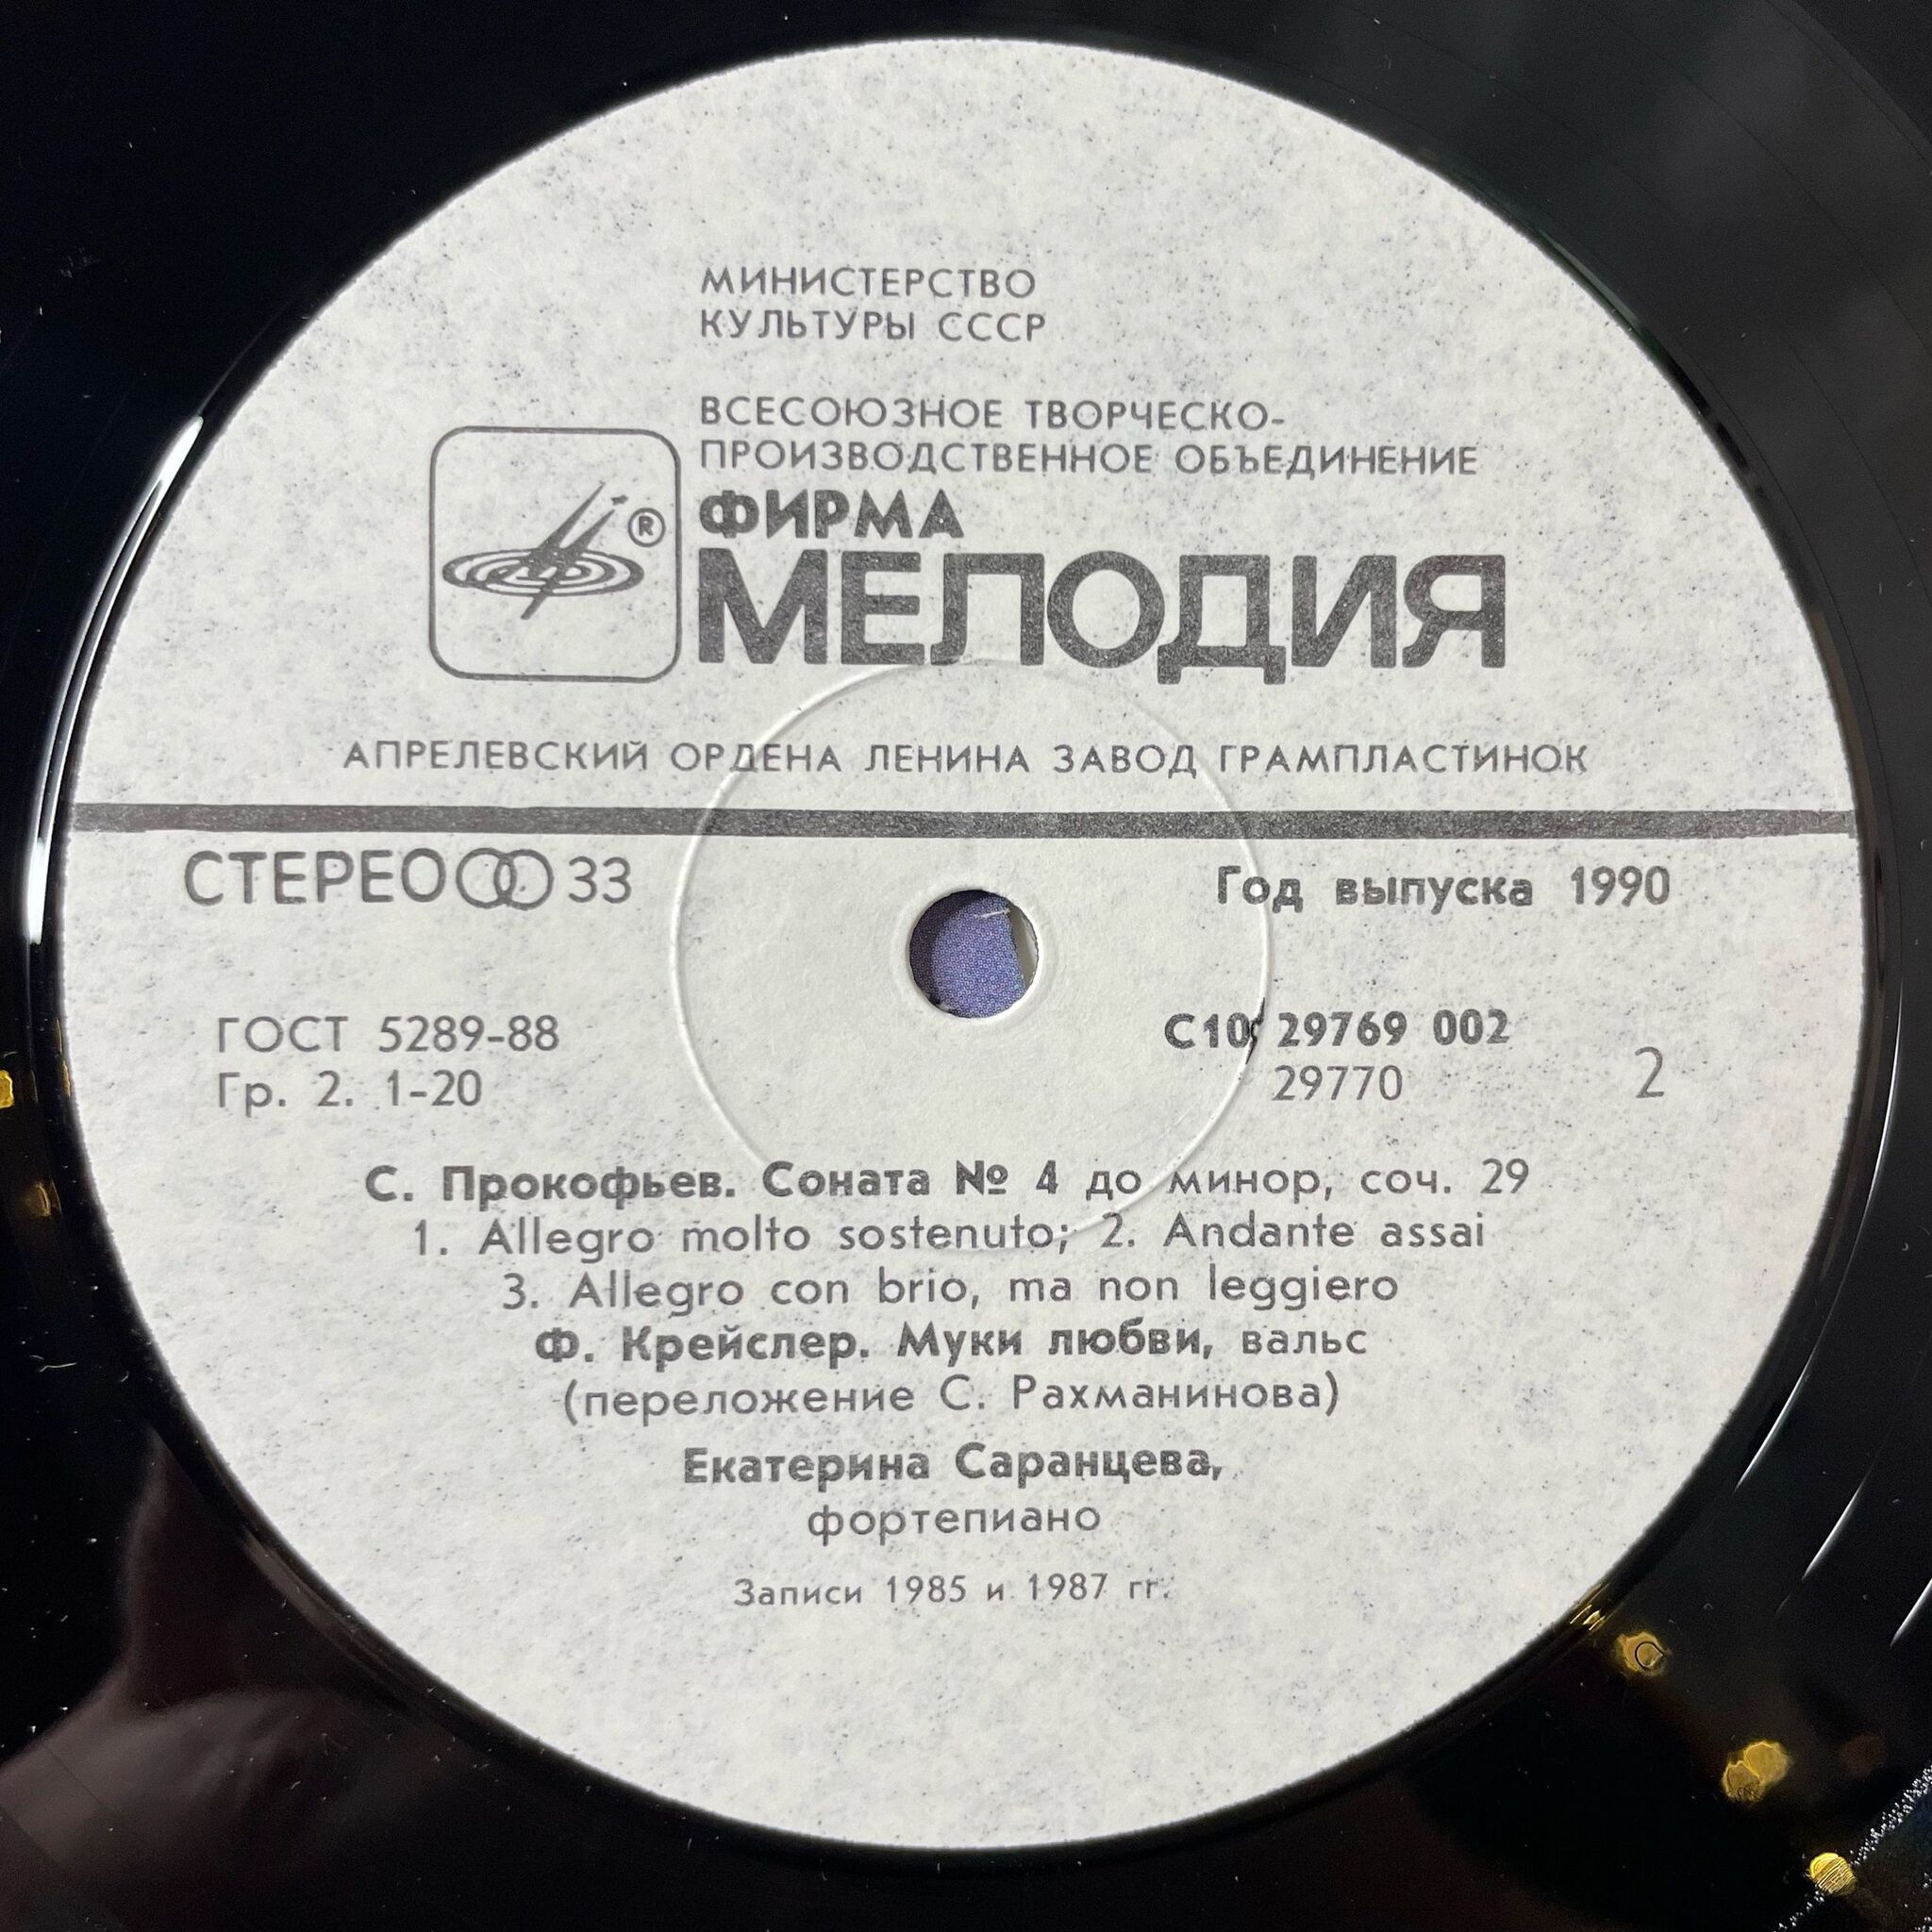 МИНИСТЕРСТВО
КУЛЬТУРЫ СССР
ВСЕСОЮЗНОЕ ТВОРЧЕСКО-
ПРОИЗВОДСТВЕННОЕ ОБЪЕДИНЕНИЕ
ФИРМА
®
МЕЛОДИЯ
АПРЕЛЕВСКИЙ ОРДЕНА ЛЕНИНА ЗАВОД ГРАМПЛАСТИНОК
СТЕРЕО 33
Год выпуска 1990
ГОСТ 5289-88
Гр. 2. 1-20
С10 29769 002
29770
2
С. Прокофьев. Соната № 4 до минор, соч. 29
1. Allegro molto sostenuto; 2. Andante assai
3. Allegro con brio, ma non leggiero
Ф. Крейслер. Муки любви, вальс
(переложение С. Рахманинова)
Екатерина Саранцева,
фортепиано
Записи 1985 и 1987 гг.